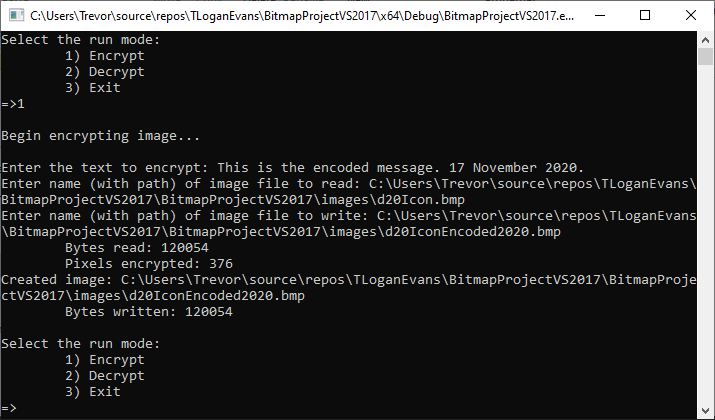 C:\Users\Trevor\source\repos\TLoganEvans\BitmapProjectVS2017\x64\Debug\BitmapProjectVS2017.e...
Select the run mode:
1) Encrypt
2) Decrypt
3) Exit
=>1
Begin encrypting image...
Enter the text to encrypt: This is the encoded message. 17 November 2020.
Enter name (with path) of image file to read: C:\Users\Trevor\source\repos\TLoganEvans\
BitmapProjectVS2017\BitmapProjectVS2017\images\d20Icon.bmp
Enter name (with path) of image file to write: C:\Users\Trevor\source\repos\TLoganEvans
\BitmapProjectVS2017\BitmapProjectVS2017\images\d20IconEncoded2020.bmp
Bytes read: 120054
Pixels encrypted: 376
Created image: C:\Users\Trevor\source\repos\TLoganEvans\BitmapProjectVS2017\BitmapProje
ctVS2017\images\d20IconEncoded2020.bmp
Bytes written: 120054
Select the run mode:
1) Encrypt
2) Decrypt
3) Exit
=>